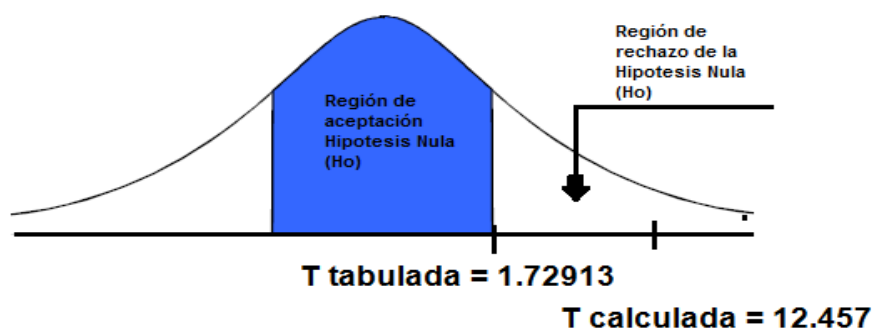 Región de
rechazo de la
Hipotesis Nula
(Ho)
Región de
aceptación
Hipotesis Nula
(Ho)
T tabulada = 1.72913
T calculada = 12.457